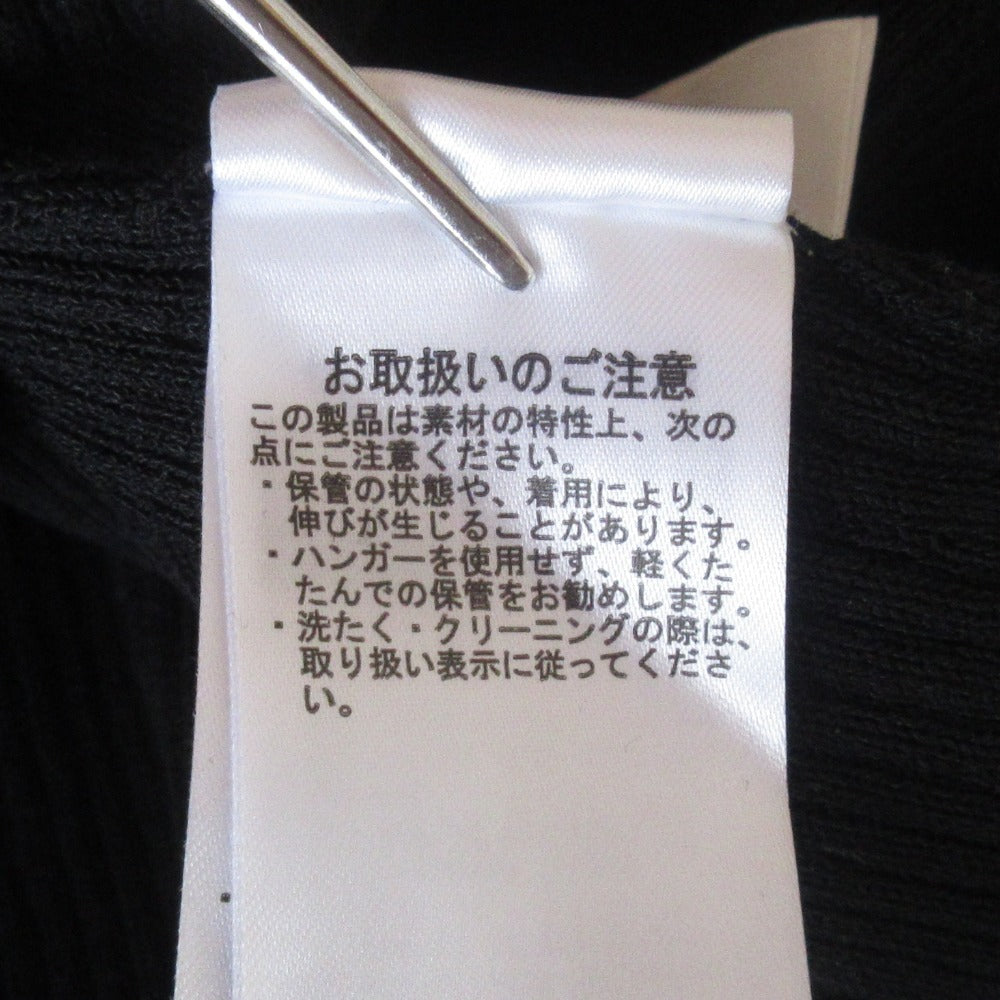 お取扱いのご注意
この製品は素材の特性上、次の
点にご注意ください。
・保管の状態や、着用により、
伸びが生じることがあります。
・ハンガーを使用せず、軽くた
たんでの保管をお勧めします。
・洗たく・クリーニングの際は、
取り扱い表示に従ってくださ
い。